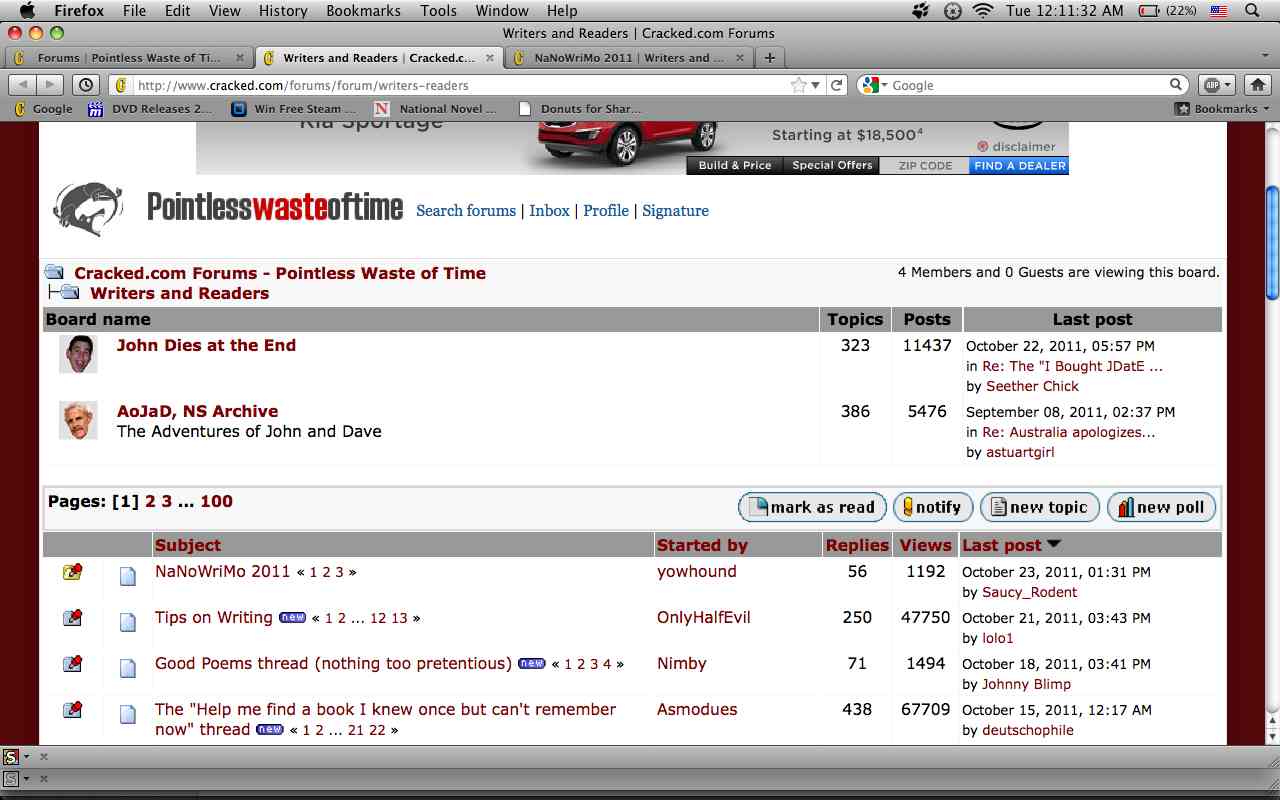 Firefox File Edit View History Bookmarks Tools Window Help Tue 12:11:32 AM (22%)
Writers and Readers | Cracked.com Forums
Forums | Pointless Waste of Ti... Writers and Readers | Cracked.c... NaNoWriMo 2011 | Writers and ...
http://www.cracked.com/forums/forum/writers-readers Google ABP
Google DVD Releases 2... Win Free Steam ... N National Novel ... Donuts for Shar... Bookmarks
Kia Sportage Starting at $18,500⁴
disclaimer
Build & Price Special Offers ZIP CODE FIND A DEALER
Pointlesswasteoftime Search forums | Inbox | Profile | Signature
Cracked.com Forums - Pointless Waste of Time 4 Members and 0 Guests are viewing this board.
Writers and Readers
Board name Topics Posts Last post
John Dies at the End 323 11437 October 22, 2011, 05:57 PM
in Re: The "I Bought JDatE ...
by Seether Chick
AoJaD, NS Archive 386 5476 September 08, 2011, 02:37 PM
The Adventures of John and Dave in Re: Australia apologizes...
by astuartgirl
Pages: [1] 2 3 ... 100 mark as read notify new topic new poll
Subject Started by Replies Views Last post
NaNoWriMo 2011 « 1 2 3 » yowhound 56 1192 October 23, 2011, 01:31 PM
by Saucy_Rodent
Tips on Writing new « 1 2 ... 12 13 » OnlyHalfEvil 250 47750 October 21, 2011, 03:43 PM
by lolo1
Good Poems thread (nothing too pretentious) new « 1 2 3 4 » Nimby 71 1494 October 18, 2011, 03:41 PM
by Johnny Blimp
The "Help me find a book I knew once but can't remember Asmodues 438 67709 October 15, 2011, 12:17 AM
now" thread new « 1 2 ... 21 22 » by deutschophile